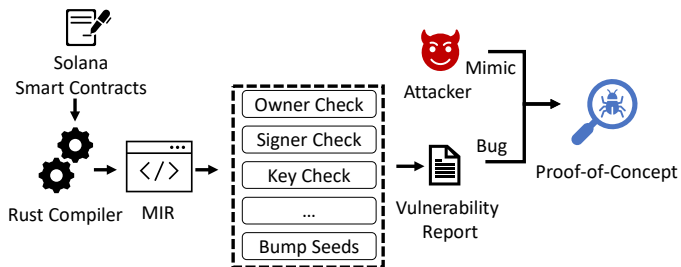 Solana
Smart Contracts
Rust Compiler
</>
MIR
Owner Check
Signer Check
Key Check
...
Bump Seeds
Attacker
Mimic
Bug
Vulnerability
Report
Proof-of-Concept